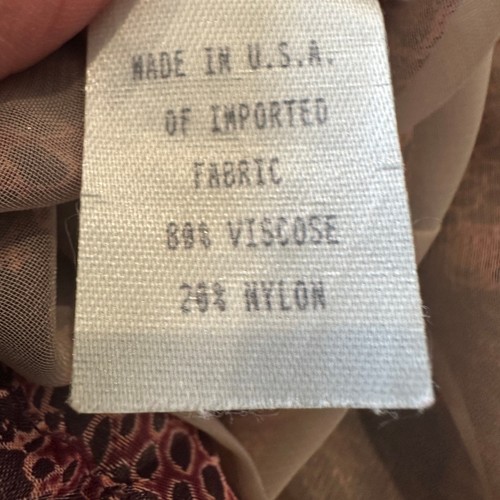 MADE IN U.S.A.
OF IMPORTED
FABRIC
80% VISCOSE
20% NYLON